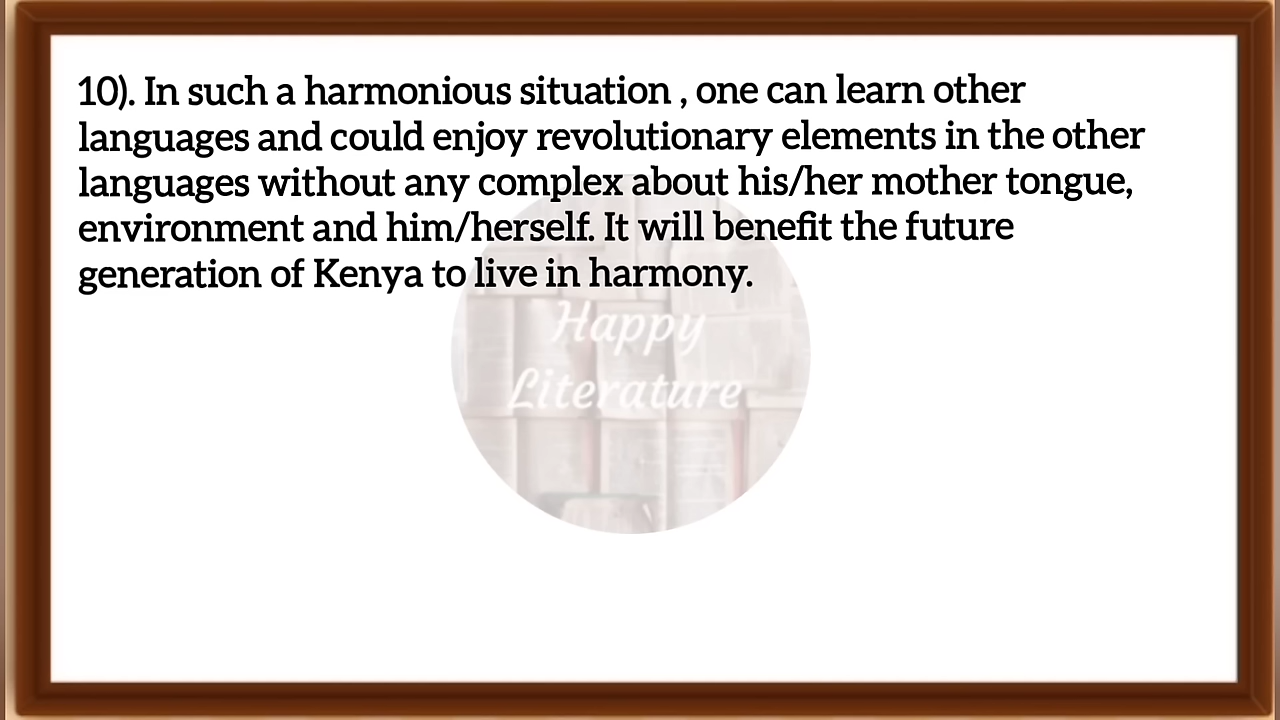 10). In such a harmonious situation , one can learn other
languages and could enjoy revolutionary elements in the other
languages without any complex about his/her mother tongue,
environment and him/herself. It will benefit the future
generation of Kenya to live in harmony.
Happy
Literature